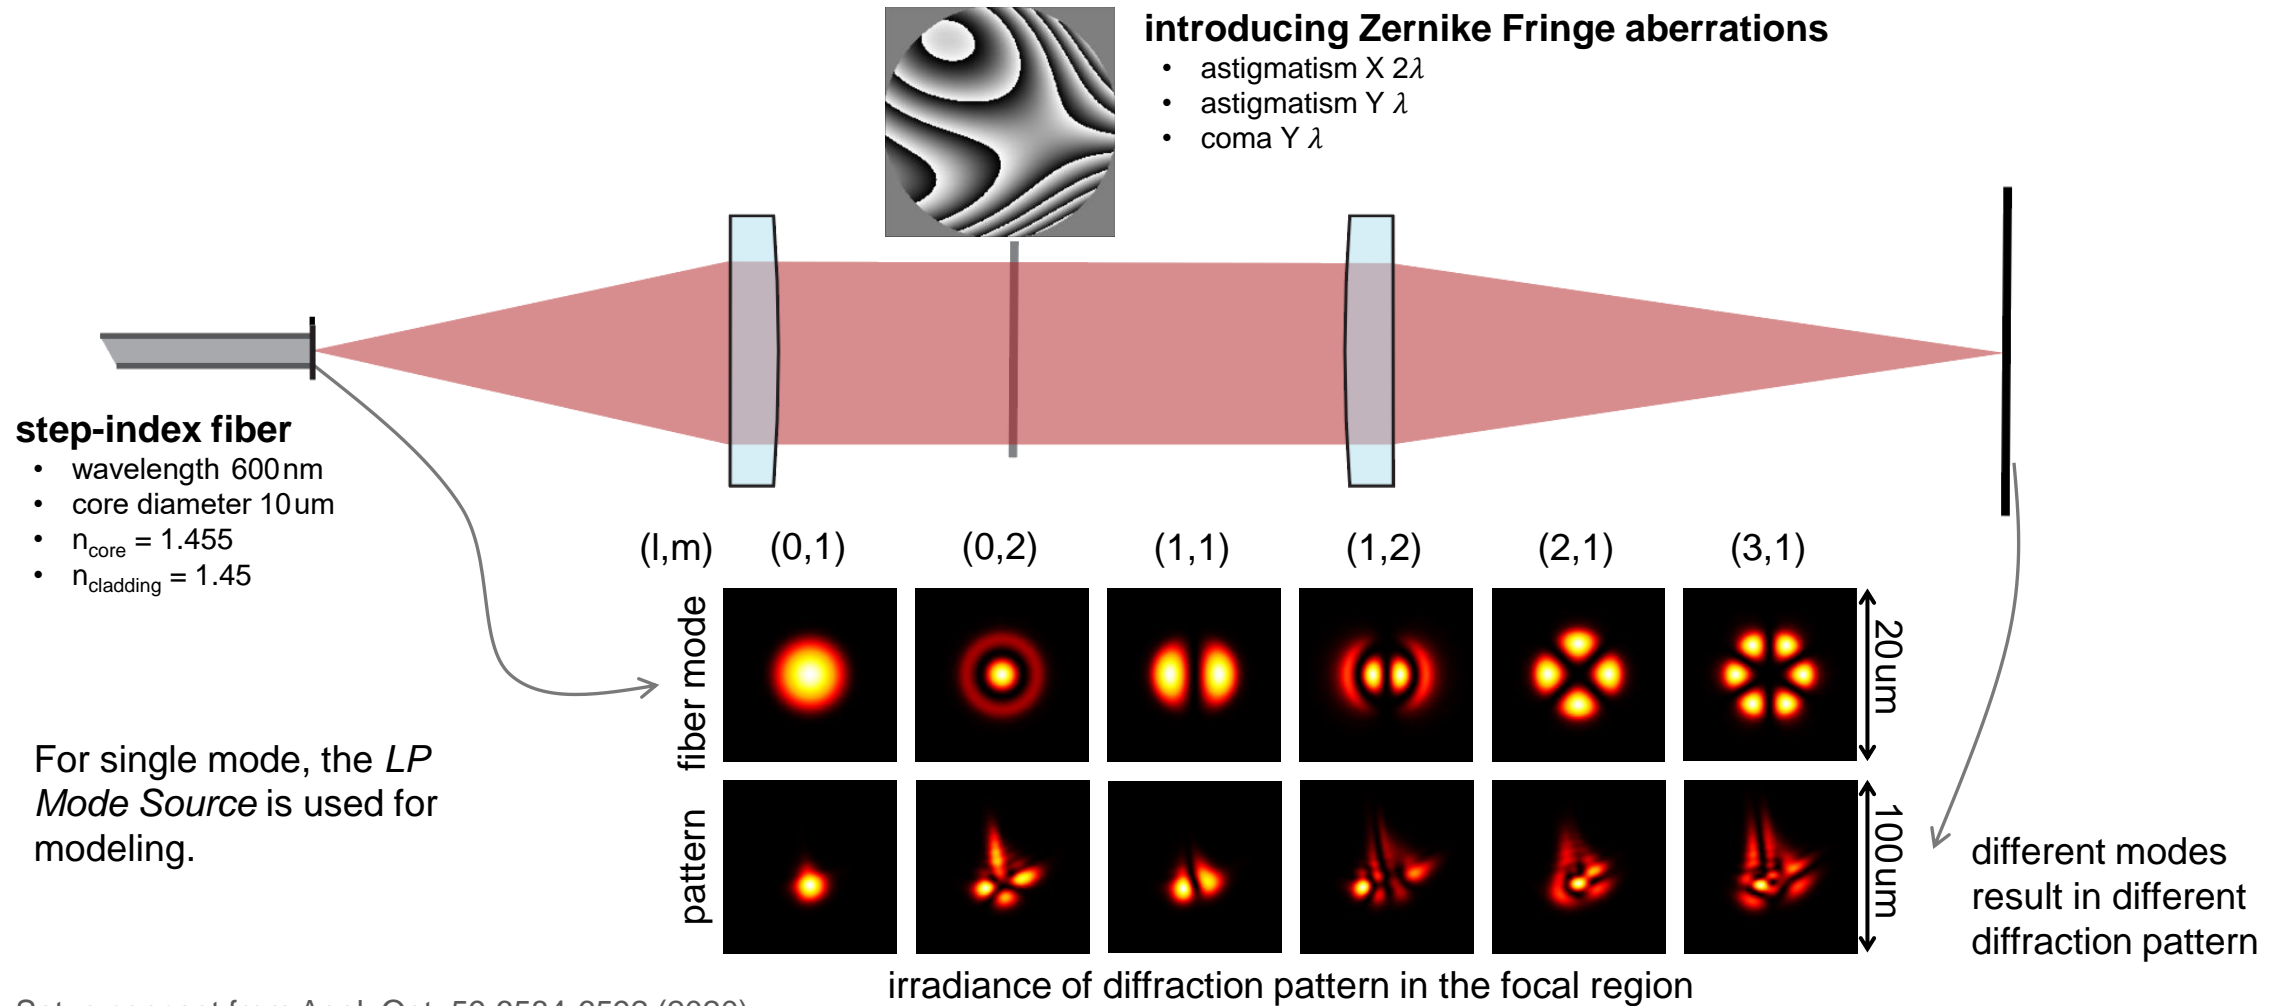 introducing Zernike Fringe aberrations
• astigmatism X 2λ
• astigmatism Y λ
• coma Y λ
step-index fiber
• wavelength 600nm
• core diameter 10um
• n_core = 1.455
• n_cladding = 1.45
(l,m) (0,1) (0,2) (1,1) (1,2) (2,1) (3,1)
fiber mode
20um
For single mode, the LP
Mode Source is used for
modeling.
pattern
100um
different modes
result in different
diffraction pattern
irradiance of diffraction pattern in the focal region